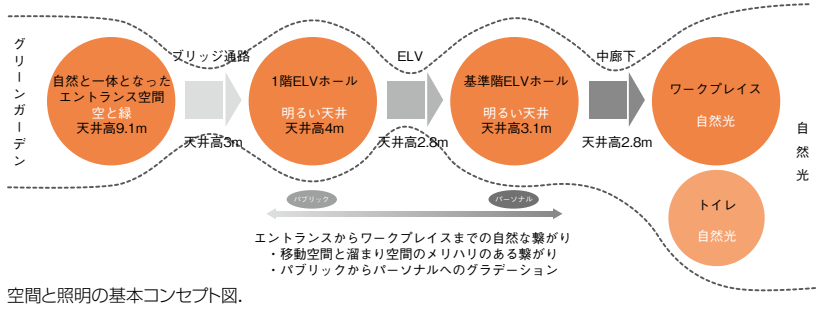 グリーンガーデン
自然と一体となった
エントランス空間
空と緑
天井高9.1m
ブリッジ通路
天井高3m
1階ELVホール
明るい天井
天井高4m
ELV
天井高2.8m
基準階ELVホール
明るい天井
天井高3.1m
中廊下
天井高2.8m
ワークプレイス
自然光
トイレ
自然光
自然光
パブリック
パーソナル
エントランスからワークプレイスまでの自然な繋がり
・移動空間と溜まり空間のメリハリのある繋がり
・パブリックからパーソナルへのグラデーション
空間と照明の基本コンセプト図.